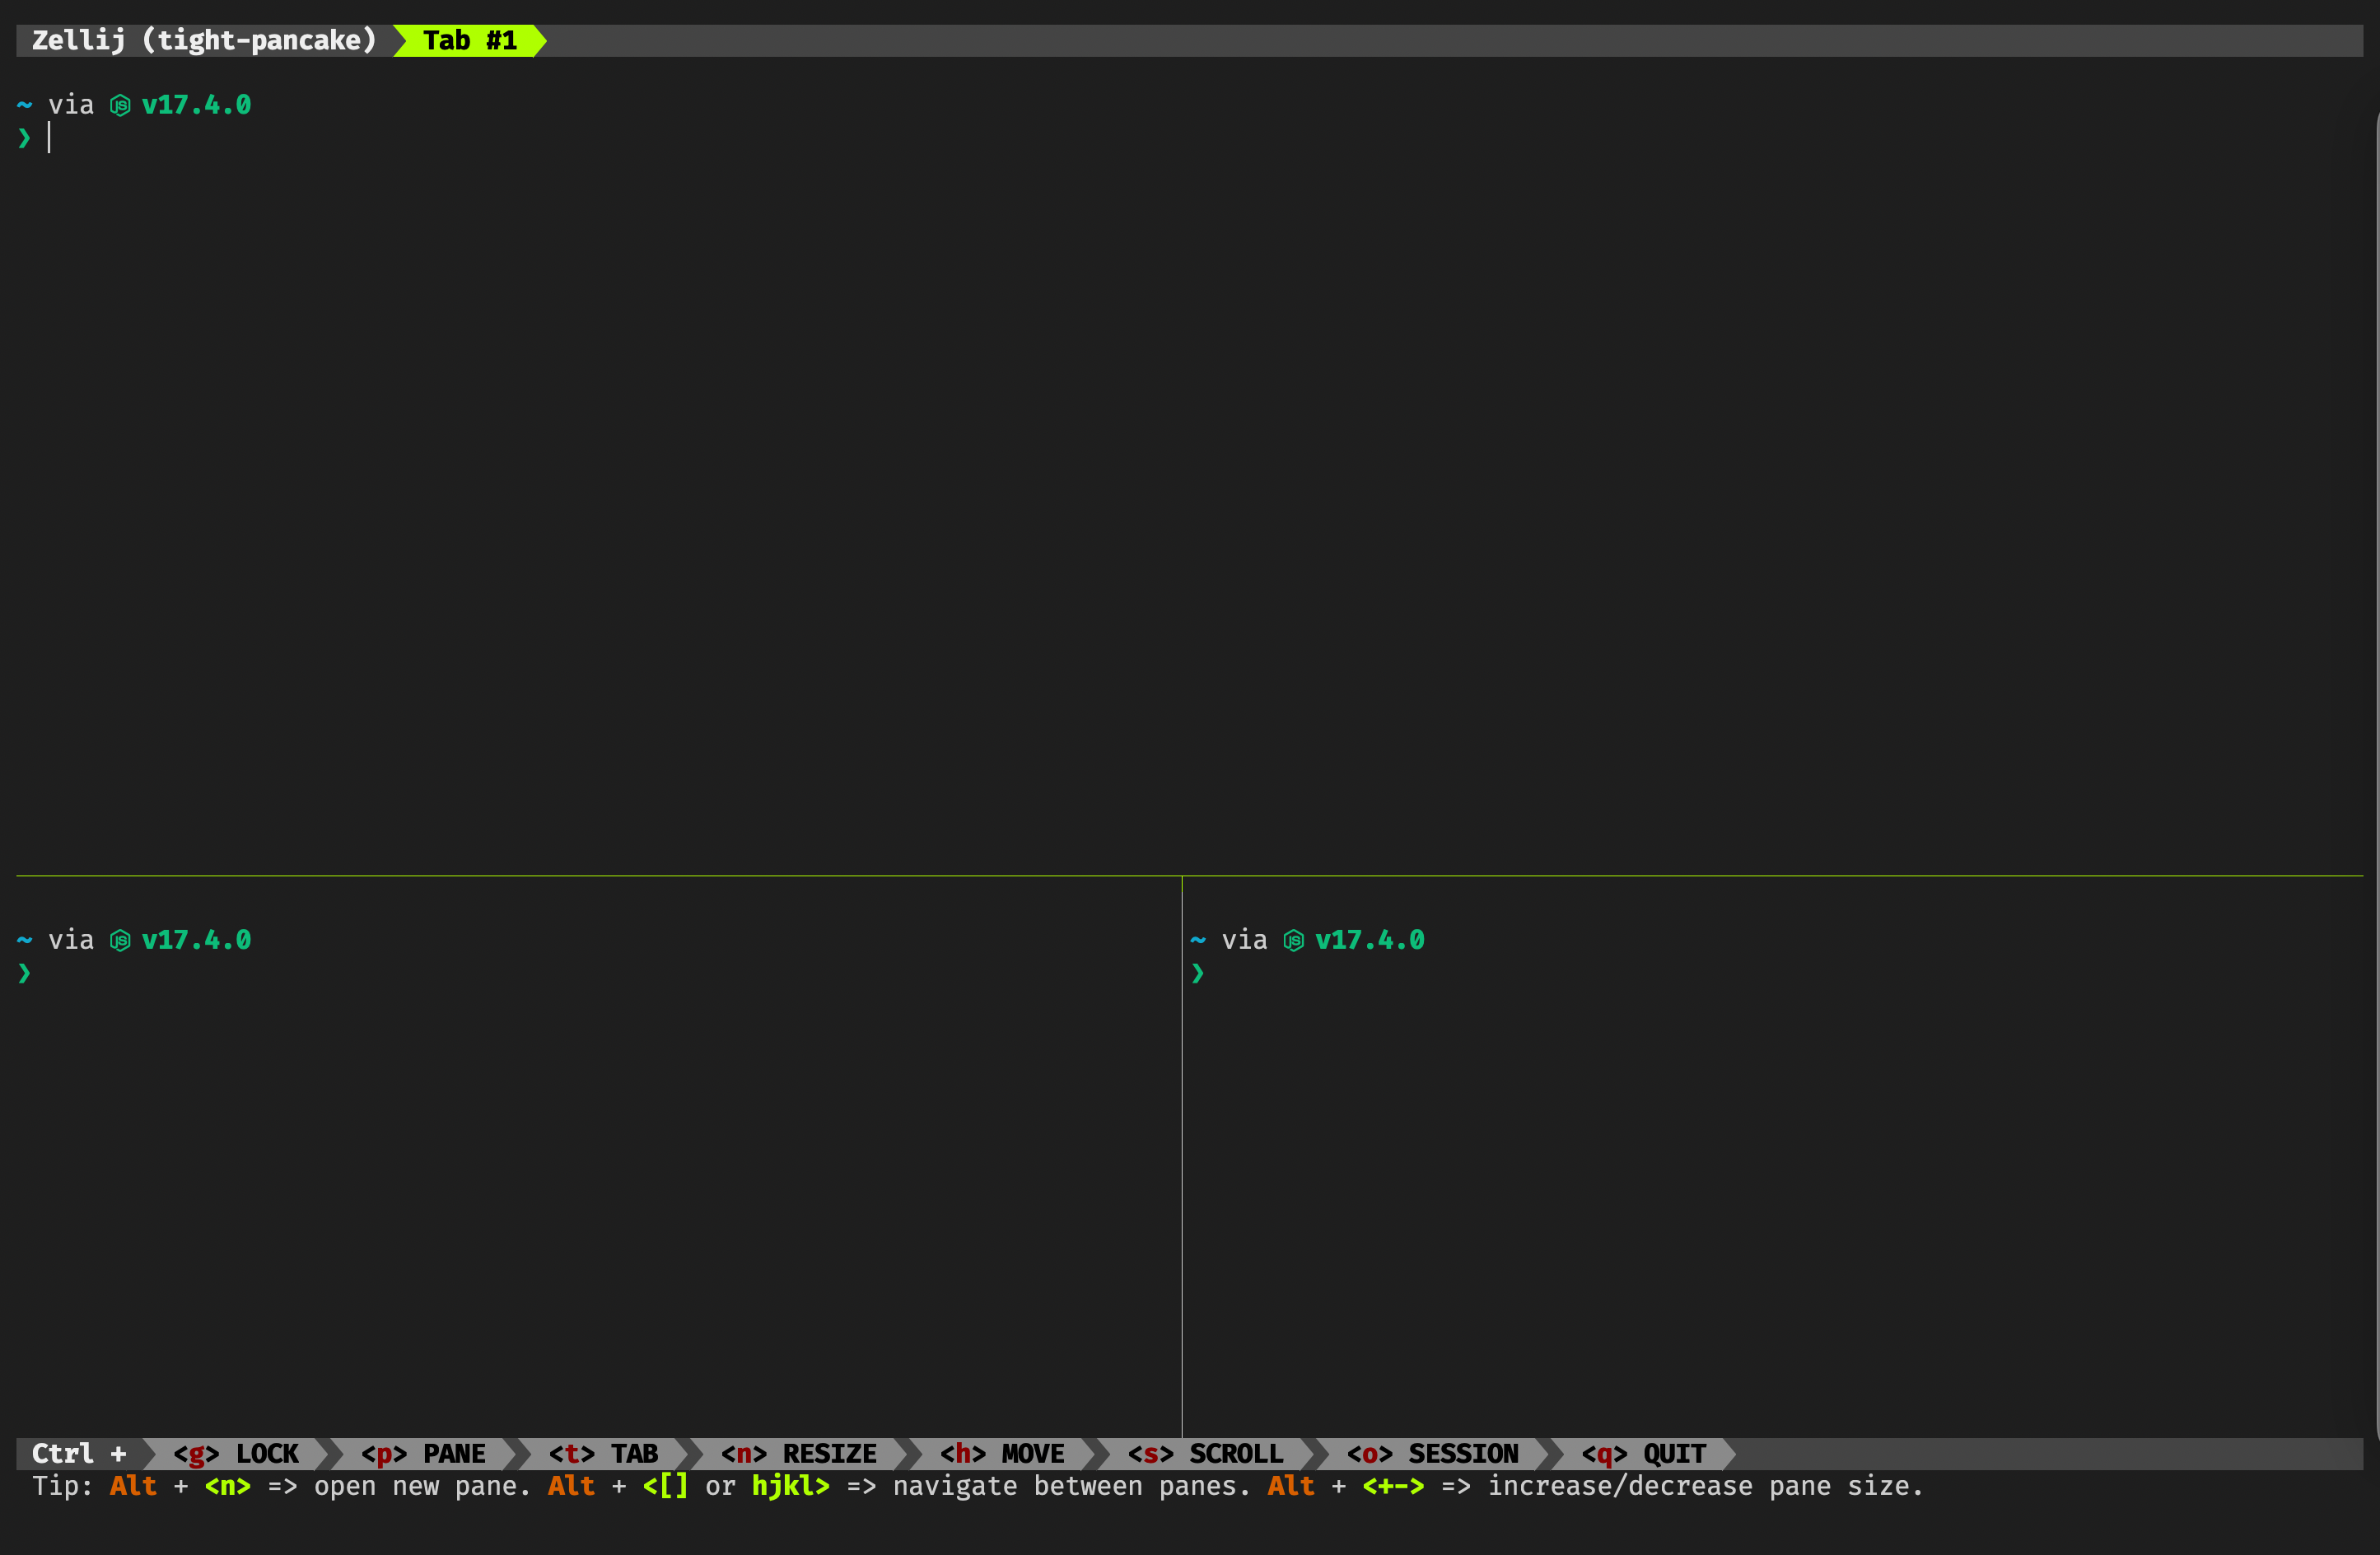 Zellij (tight-pancake) Tab #1
~ via v17.4.0
❯
~ via v17.4.0
❯
~ via v17.4.0
❯
Ctrl + <g> LOCK <p> PANE <t> TAB <n> RESIZE <h> MOVE <s> SCROLL <o> SESSION <q> QUIT
Tip: Alt + <n> => open new pane. Alt + <[] or hjkl> => navigate between panes. Alt + <+-> => increase/decrease pane size.